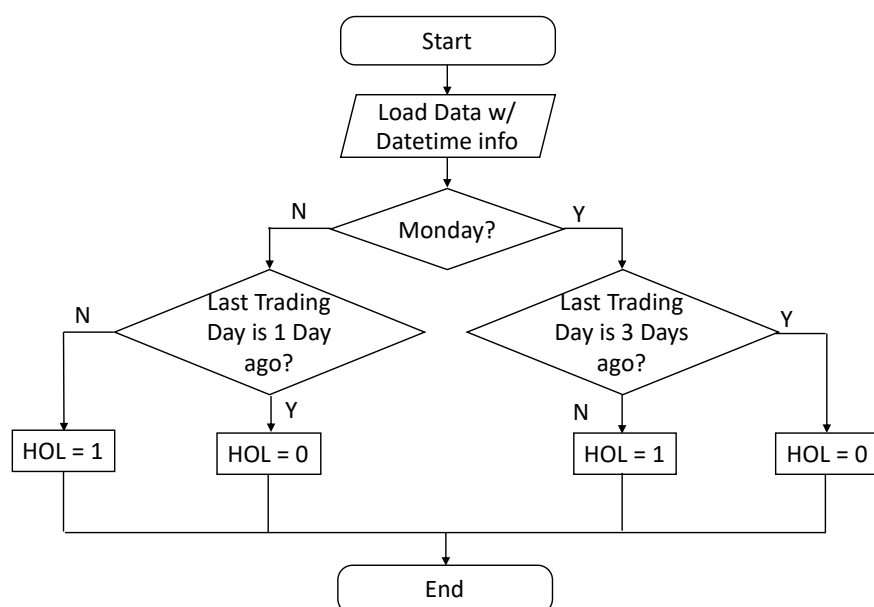 Start
Load Data w/
Datetime info
N
Monday?
Y
N
Last Trading
Day is 1 Day
ago?
Y
Last Trading
Day is 3 Days
ago?
Y
N
HOL = 1
HOL = 0
HOL = 1
HOL = 0
End